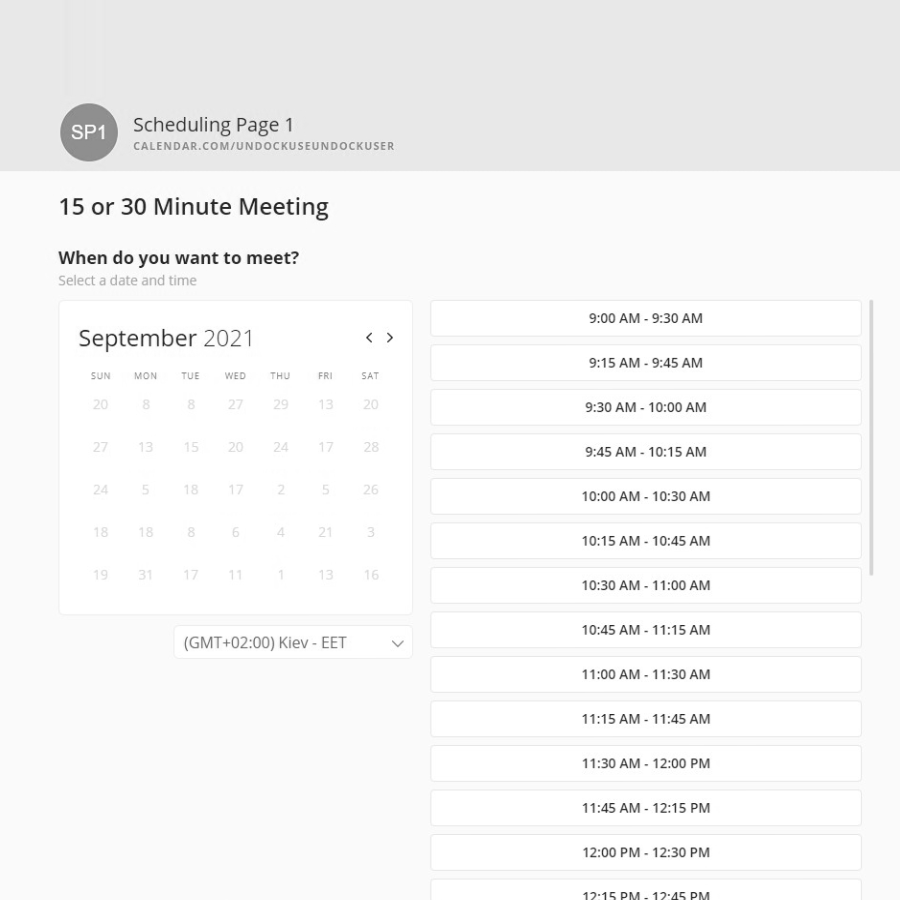 SP1
Scheduling Page 1
CALENDAR.COM/UNDOCKUSEUNDOCKUSER
15 or 30 Minute Meeting
When do you want to meet?
Select a date and time
September 2021
SUN MON TUE WED THU FRI SAT
20 8 8 27 29 13 20
27 13 15 20 24 17 28
24 5 18 17 2 5 26
18 18 8 6 4 21 3
19 31 17 11 1 13 16
(GMT+02:00) Kiev - EET
9:00 AM - 9:30 AM
9:15 AM - 9:45 AM
9:30 AM - 10:00 AM
9:45 AM - 10:15 AM
10:00 AM - 10:30 AM
10:15 AM - 10:45 AM
10:30 AM - 11:00 AM
10:45 AM - 11:15 AM
11:00 AM - 11:30 AM
11:15 AM - 11:45 AM
11:30 AM - 12:00 PM
11:45 AM - 12:15 PM
12:00 PM - 12:30 PM
12:15 PM - 12:45 PM